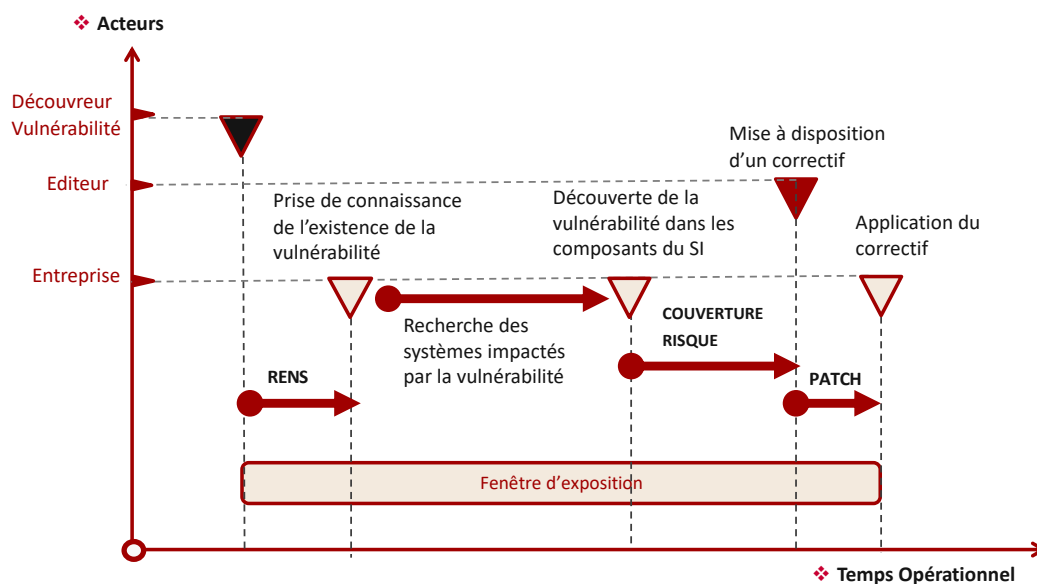 Acteurs
Découvreur
Vulnérabilité
Mise à disposition
d'un correctif
Editeur
Prise de connaissance
de l'existence de la
vulnérabilité
Découverte de la
vulnérabilité dans les
composants du SI
Application du
correctif
Entreprise
Recherche des
systèmes impactés
par la vulnérabilité
COUVERTURE
RISQUE
RENS
PATCH
Fenêtre d'exposition
Temps Opérationnel